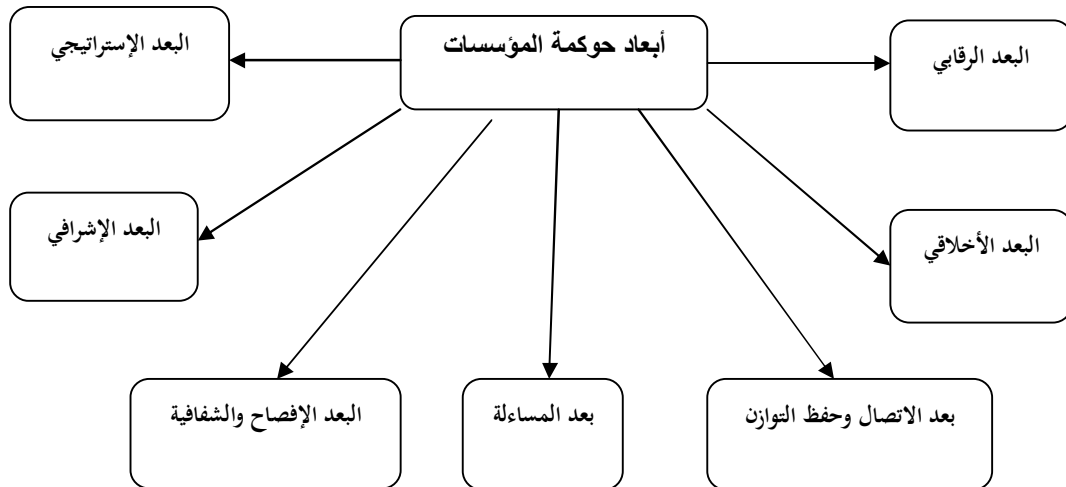 أبعاد حوكمة المؤسسات
البعد الرقابي
البعد الإستراتيجي
البعد الأخلاقي
البعد الإشرافي
بعد الاتصال وحفظ التوازن
بعد المساءلة
البعد الإفصاح والشفافية